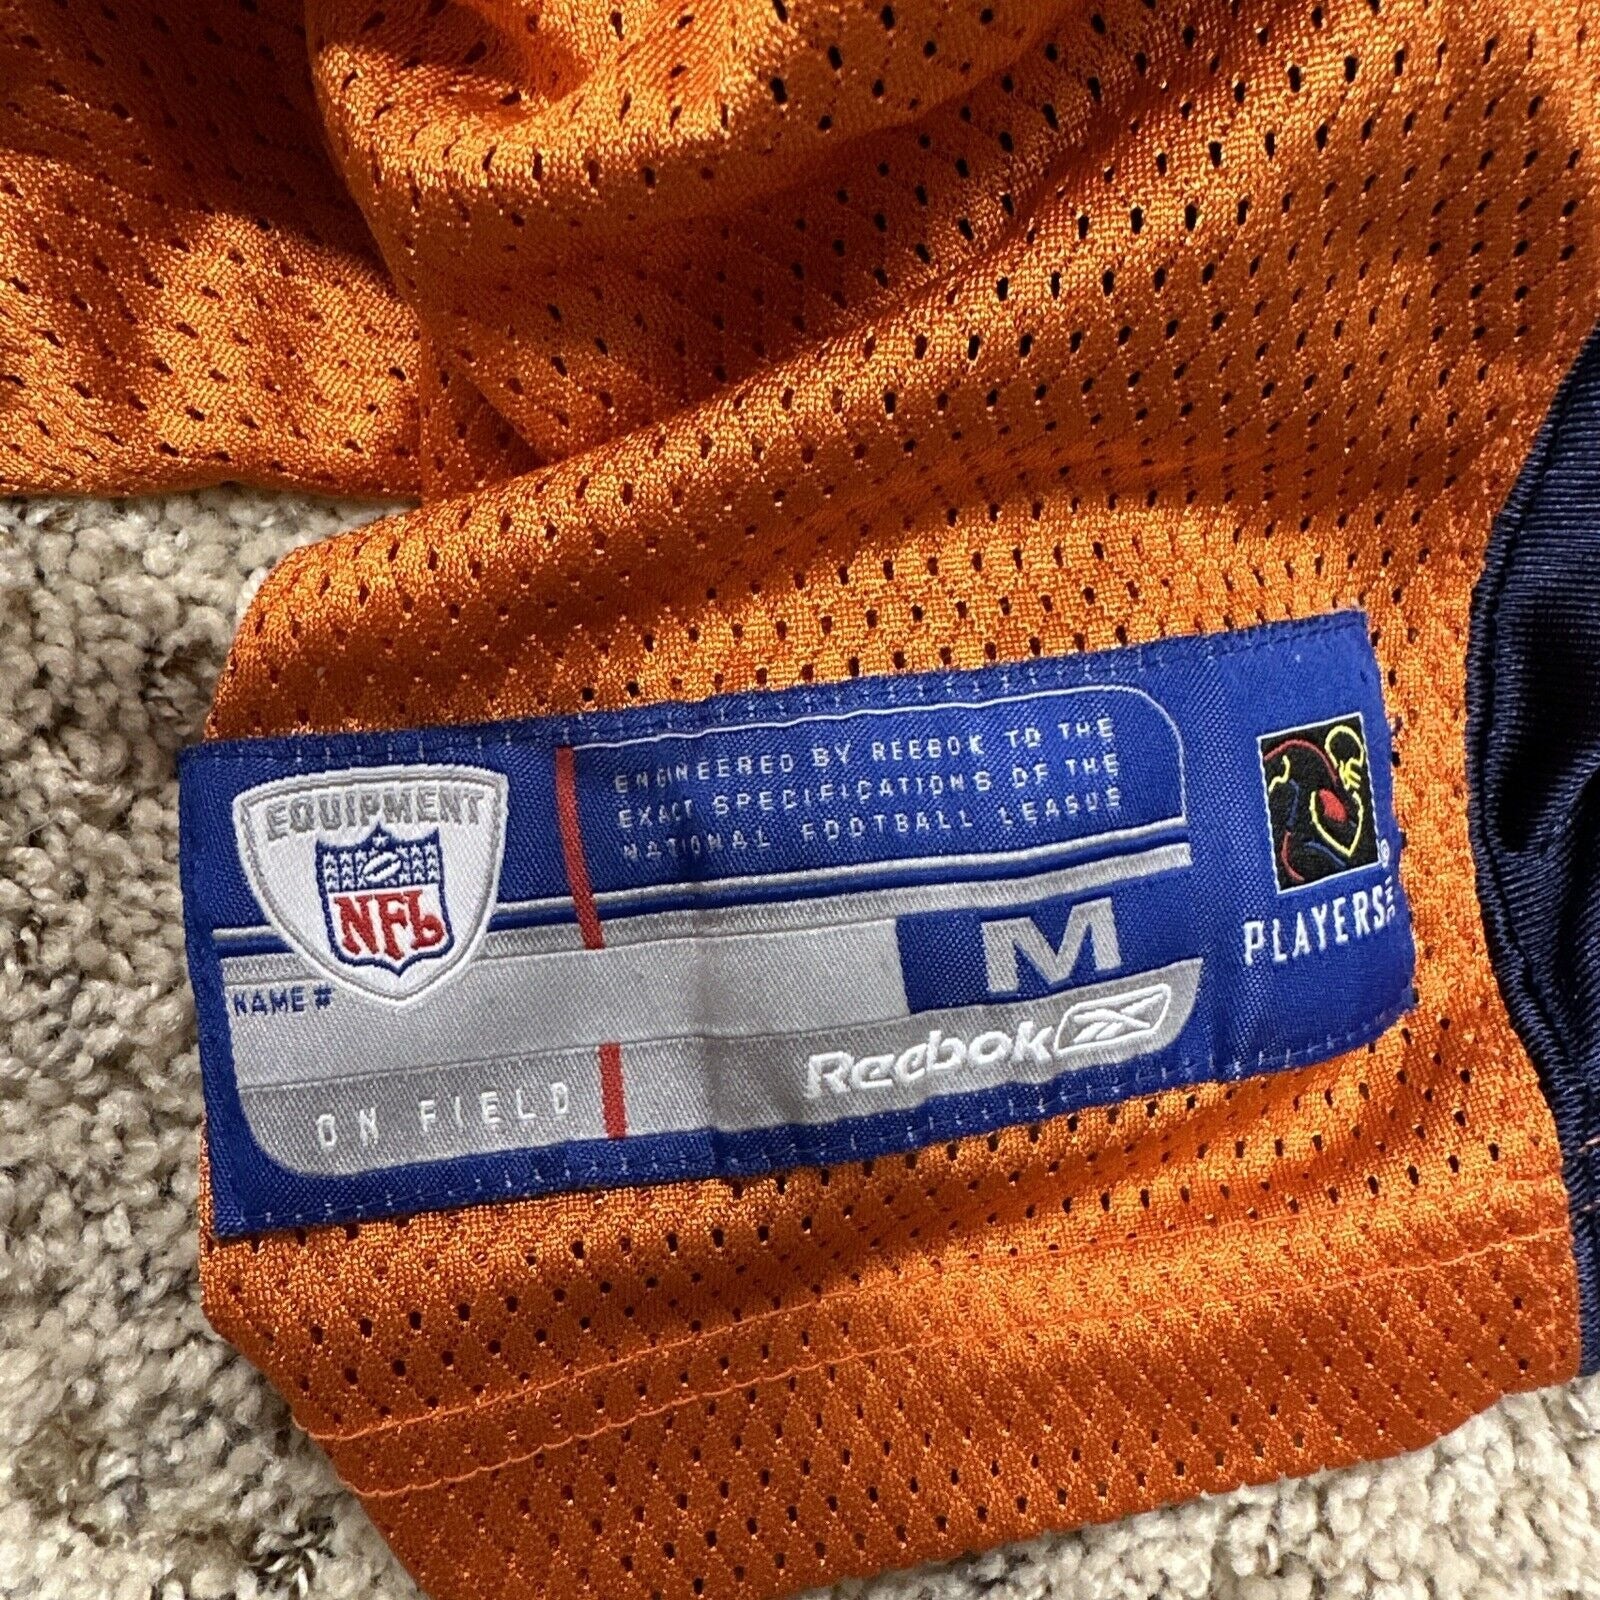 EQUIPMENT
NFL
ENGINEERED BY REEBOK TO THE
EXACT SPECIFICATIONS OF THE
NATIONAL FOOTBALL LEAGUE
NAME #
M
Reebok
ON FIELD
PLAYERS INC
®